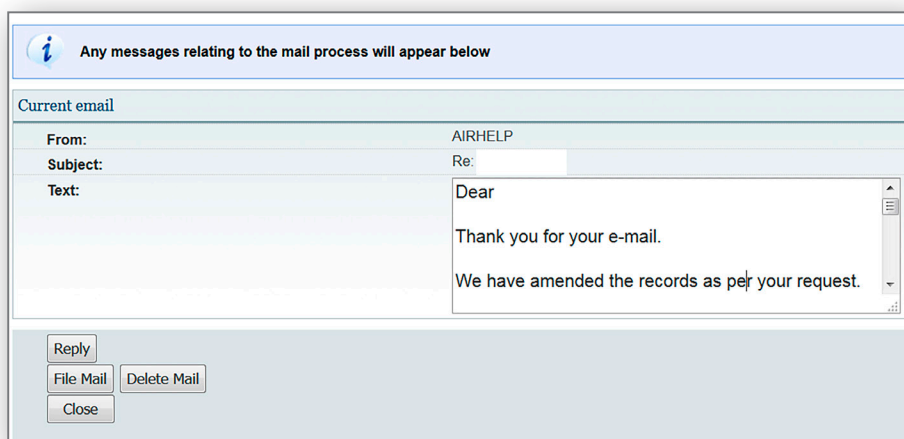 i
Any messages relating to the mail process will appear below
Current email
From: AIRHELP
Subject: Re:
Text: Dear
Thank you for your e-mail.
We have amended the records as per your request.
Reply
File Mail Delete Mail
Close